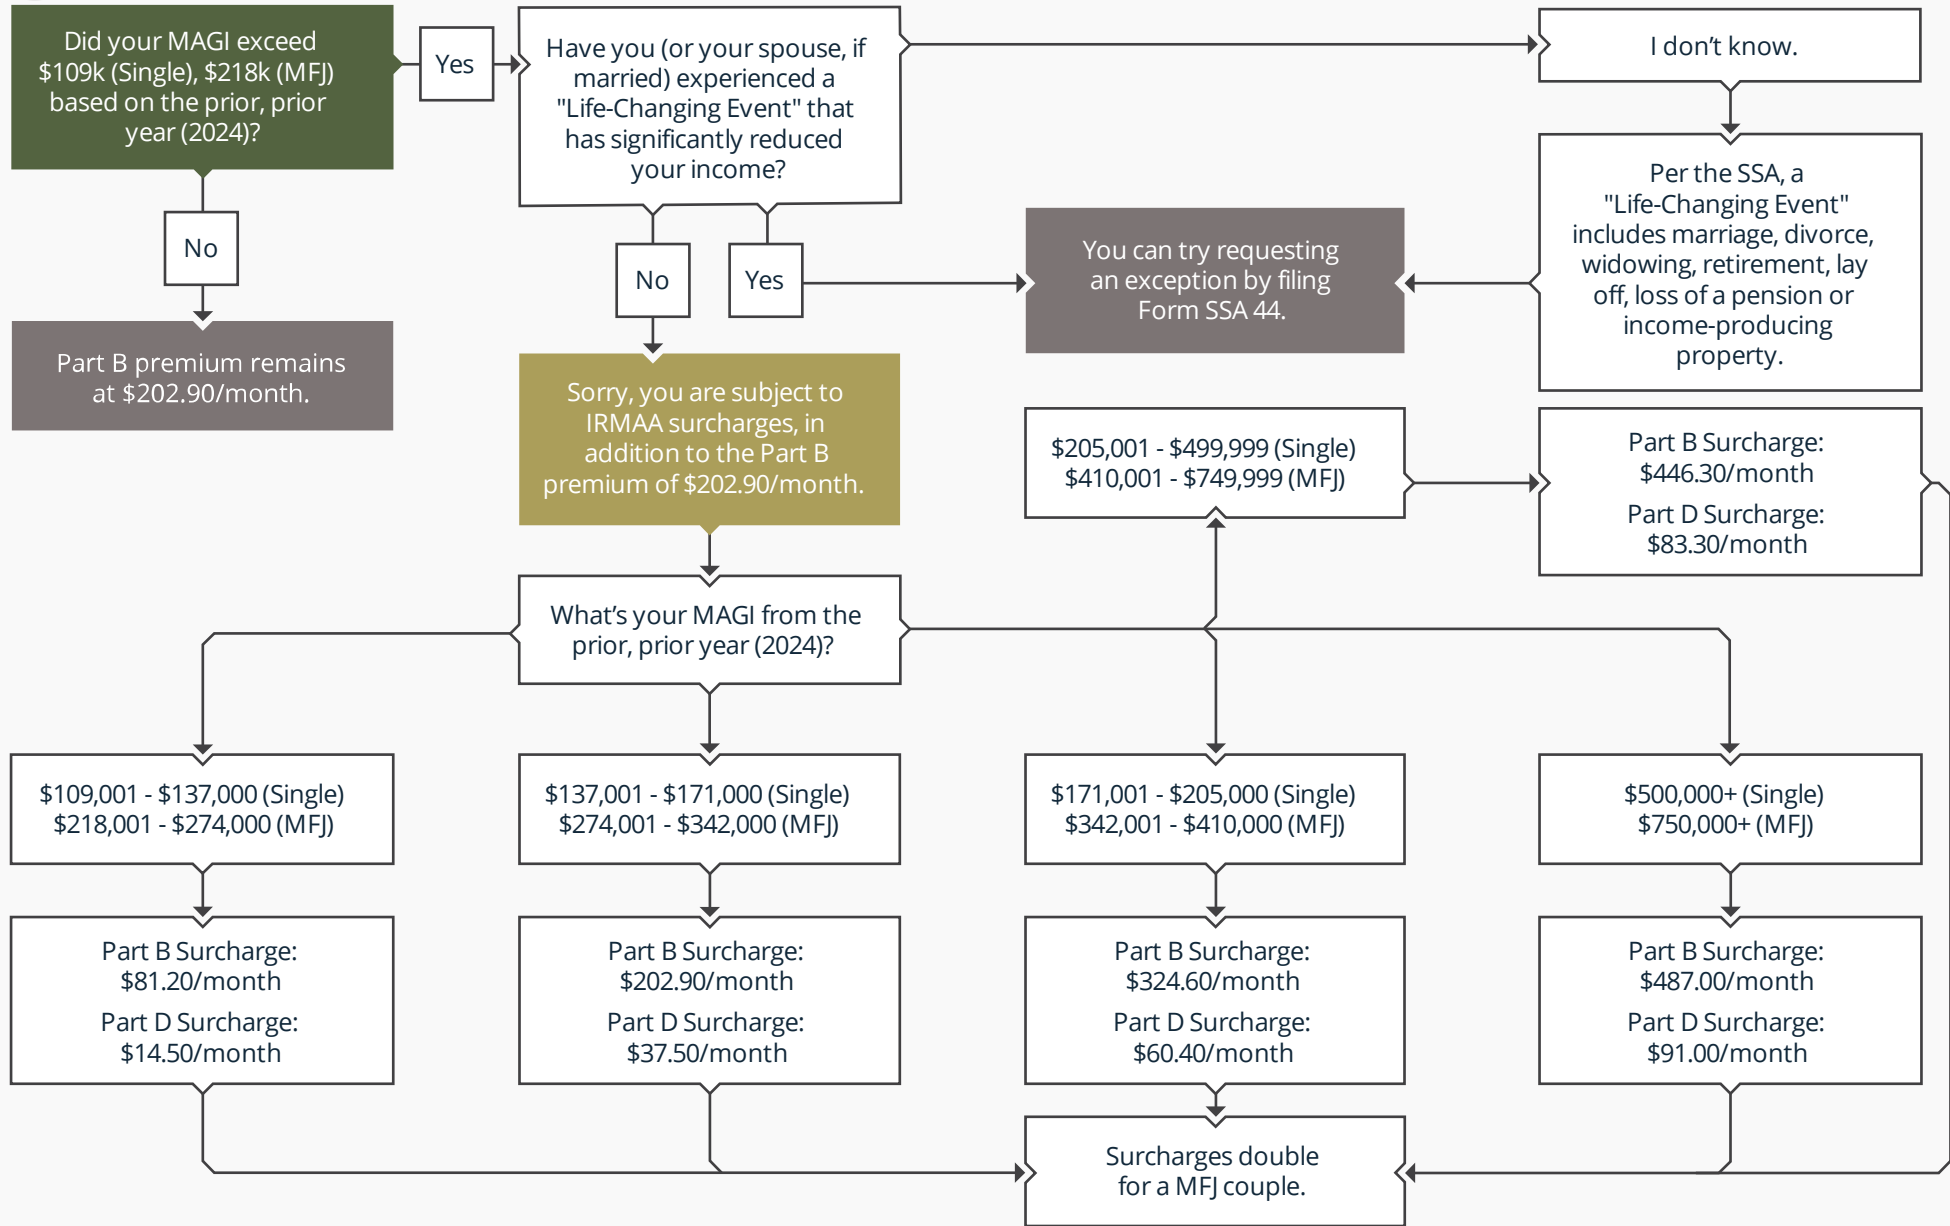 Did your MAGI exceed
$109k (Single), $218k (MFJ)
based on the prior, prior
year (2024)?
Yes
Have you (or your spouse, if
married) experienced a
"Life-Changing Event" that
has significantly reduced
your income?
I don’t know.
No
Part B premium remains
at $202.90/month.
No
Yes
You can try requesting
an exception by filing
Form SSA 44.
Per the SSA, a
"Life-Changing Event"
includes marriage, divorce,
widowing, retirement, lay
off, loss of a pension or
income-producing
property.
Sorry, you are subject to
IRMAA surcharges, in
addition to the Part B
premium of $202.90/month.
$205,001 - $499,999 (Single)
$410,001 - $749,999 (MFJ)
Part B Surcharge:
$446.30/month
Part D Surcharge:
$83.30/month
What’s your MAGI from the
prior, prior year (2024)?
$109,001 - $137,000 (Single)
$218,001 - $274,000 (MFJ)
$137,001 - $171,000 (Single)
$274,001 - $342,000 (MFJ)
$171,001 - $205,000 (Single)
$342,001 - $410,000 (MFJ)
$500,000+ (Single)
$750,000+ (MFJ)
Part B Surcharge:
$81.20/month
Part D Surcharge:
$14.50/month
Part B Surcharge:
$202.90/month
Part D Surcharge:
$37.50/month
Part B Surcharge:
$324.60/month
Part D Surcharge:
$60.40/month
Part B Surcharge:
$487.00/month
Part D Surcharge:
$91.00/month
Surcharges double
for a MFJ couple.